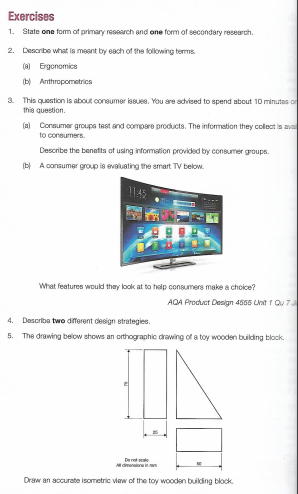 Exercises
1. State one form of primary research and one form of secondary research.
2. Describe what is meant by each of the following terms.
(a) Ergonomics
(b) Anthropometrics
3. This question is about consumer issues. You are advised to spend about 10 minutes on
this question.
(a) Consumer groups test and compare products. The information they collect is avai
to consumers.
Describe the benefits of using information provided by consumer groups.
(b) A consumer group is evaluating the smart TV below.
11:45
What features would they look at to help consumers make a choice?
AQA Product Design 4555 Unit 1 Qu 7 J
4. Describe two different design strategies.
5. The drawing below shows an orthographic drawing of a toy wooden building block.
75
25
50
Do not scale
All dimensions in mm
Draw an accurate isometric view of the toy wooden building block.